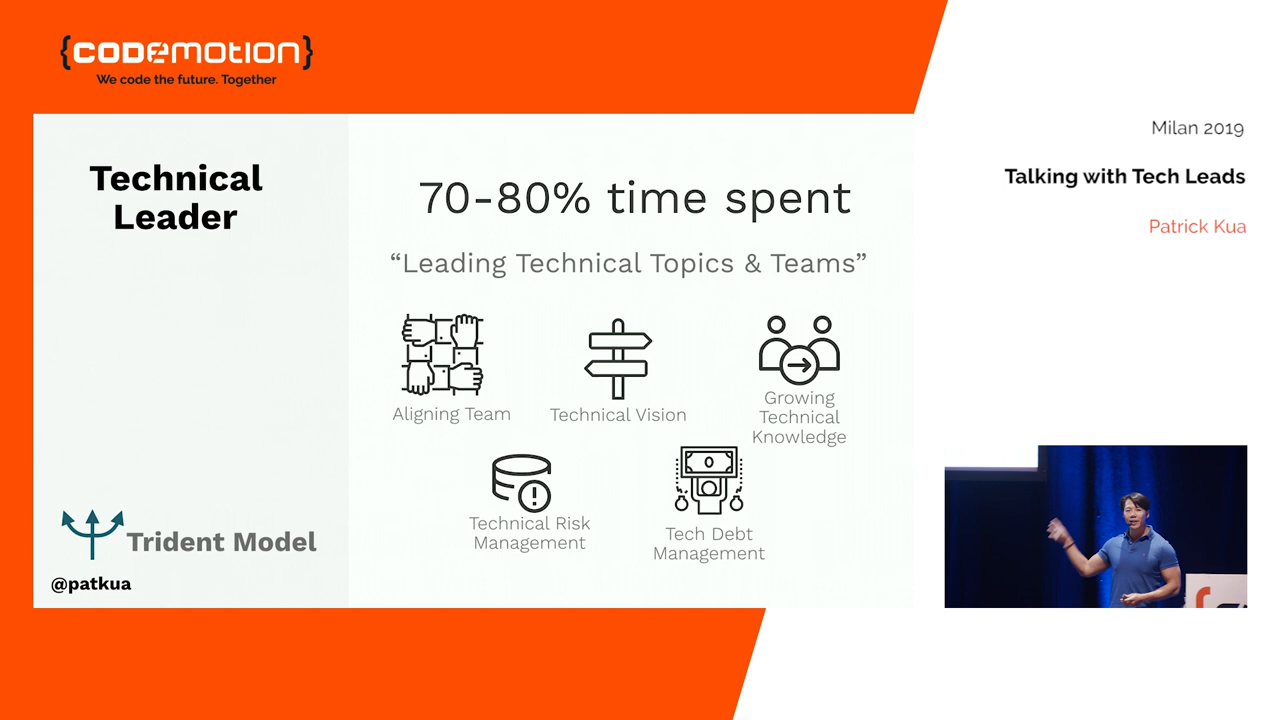 {CODEMOTION}
We code the future. Together
Milan 2019
Talking with Tech Leads
Patrick Kua
Technical
Leader
70-80% time spent
“Leading Technical Topics & Teams”
Aligning Team
Technical Vision
Growing
Technical
Knowledge
Technical Risk
Management
Tech Debt
Management
Trident Model
@patkua